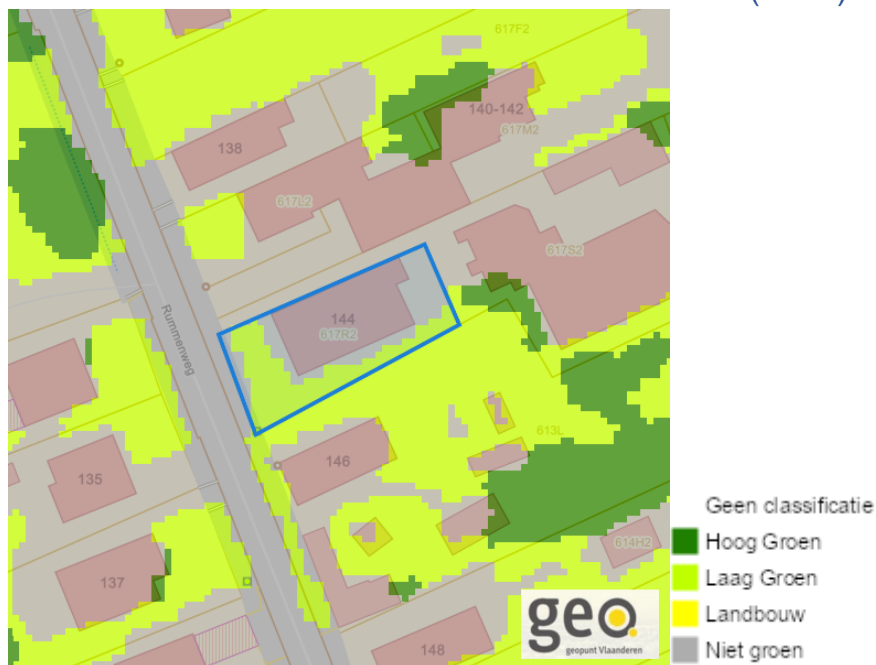 617F2
140-142
617M2
138
617L2
617S2
144
617R2
Rummenweg
613L
146
135
614H2
137
148
geo
geopunt Vlaanderen
Geen classificatie
Hoog Groen
Laag Groen
Landbouw
Niet groen